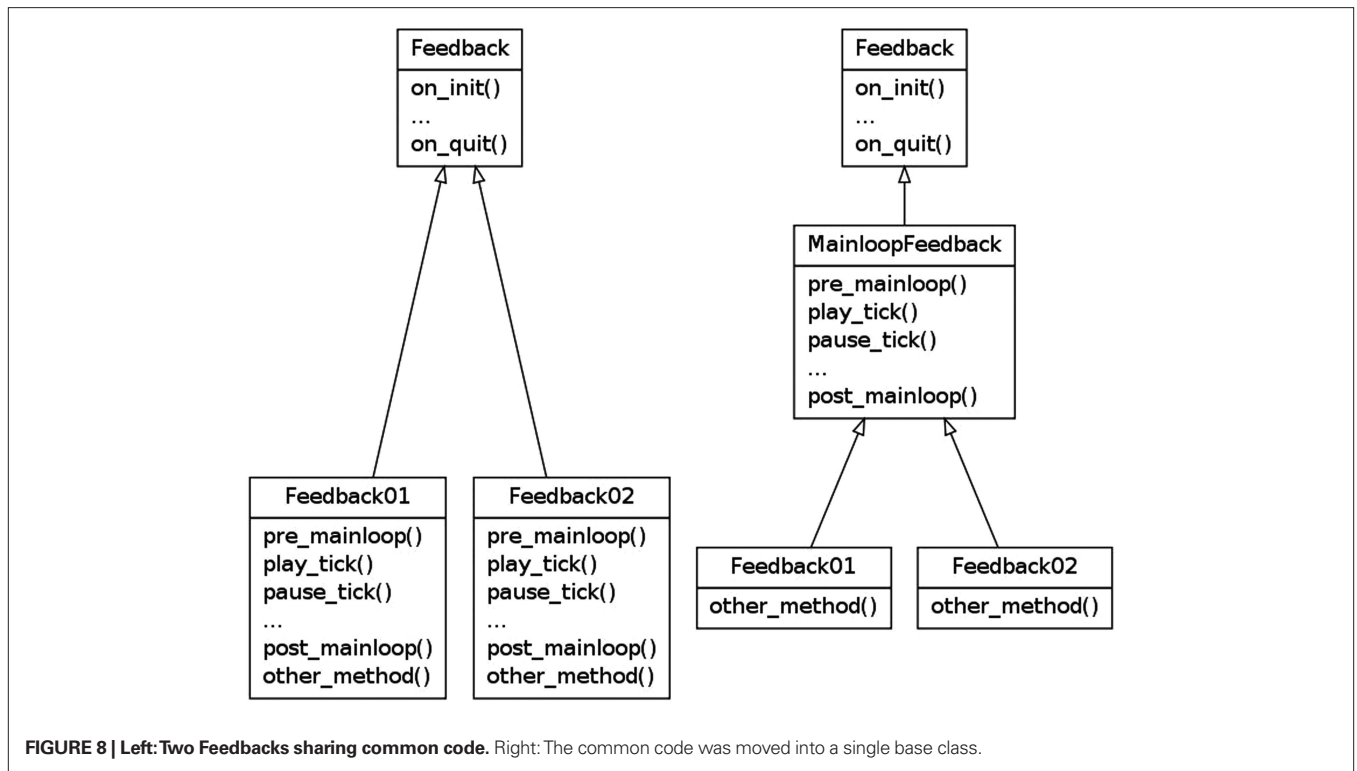 Feedback
on_init()
...
on_quit()
Feedback01
pre_mainloop()
play_tick()
pause_tick()
...
post_mainloop()
other_method()
Feedback02
pre_mainloop()
play_tick()
pause_tick()
...
post_mainloop()
other_method()
Feedback
on_init()
...
on_quit()
MainloopFeedback
pre_mainloop()
play_tick()
pause_tick()
...
post_mainloop()
Feedback01
other_method()
Feedback02
other_method()
FIGURE 8 | Left: Two Feedbacks sharing common code. Right: The common code was moved into a single base class.